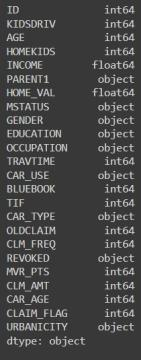 ID int64
KIDSDRIV int64
AGE int64
HOMEKIDS int64
INCOME float64
PARENT1 object
HOME_VAL float64
MSTATUS object
GENDER object
EDUCATION object
OCCUPATION object
TRAVTIME int64
CAR_USE object
BLUEBOOK int64
TIF int64
CAR_TYPE object
OLDCLAIM int64
CLM_FREQ int64
REVOKED object
MVR_PTS int64
CLM_AMT int64
CAR_AGE int64
CLAIM_FLAG int64
URBANICITY object
dtype: object